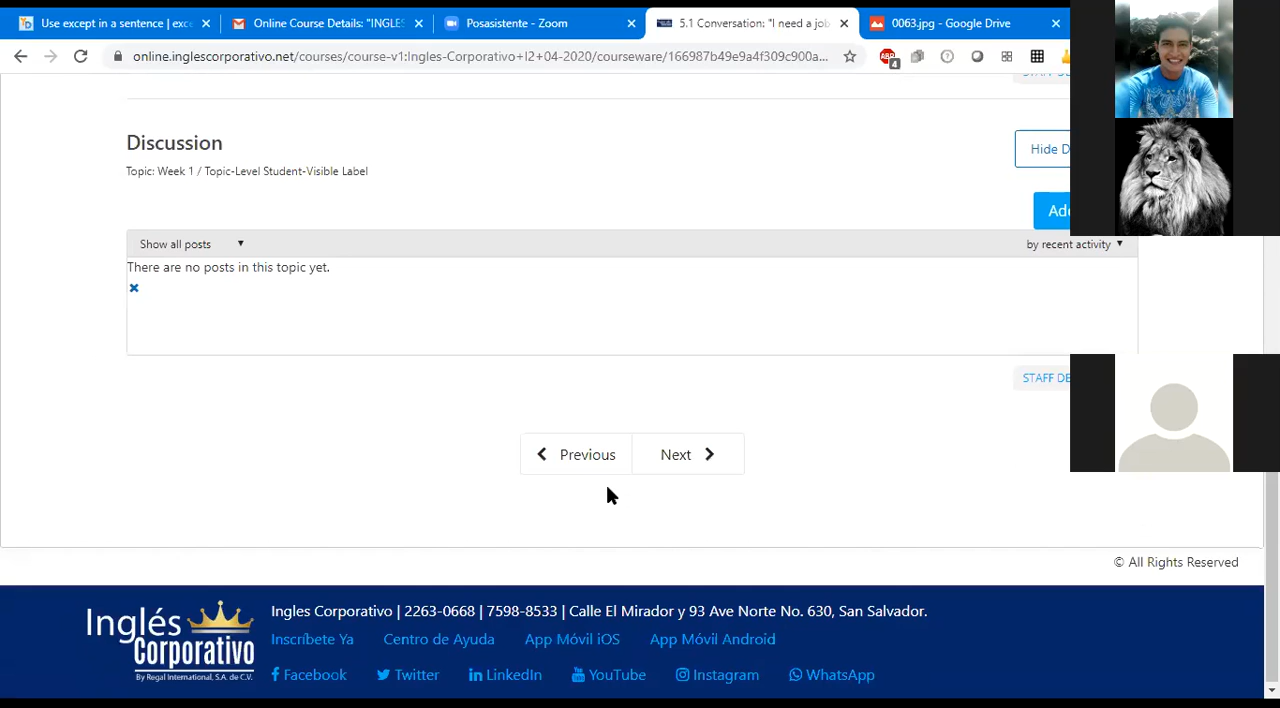 Use except in a sentence | exc
Online Course Details: "INGLES
Posasistente - Zoom
5.1 Conversation: "I need a job
0063.jpg - Google Drive
online.inglescorporativo.net/courses/course-v1:Ingles-Corporativo+I2+04-2020/courseware/166987b49e9a4f309c900a...
4
Discussion
Hide D
Topic: Week 1 / Topic-Level Student-Visible Label
Show all posts
by recent activity
There are no posts in this topic yet.
STAFF DE
Previous
Next
© All Rights Reserved
Inglés Corporativo
By Regal International, S.A. de C.V.
Ingles Corporativo | 2263-0668 | 7598-8533 | Calle El Mirador y 93 Ave Norte No. 630, San Salvador.
Inscríbete Ya
Centro de Ayuda
App Móvil iOS
App Móvil Android
Facebook
Twitter
LinkedIn
YouTube
Instagram
WhatsApp